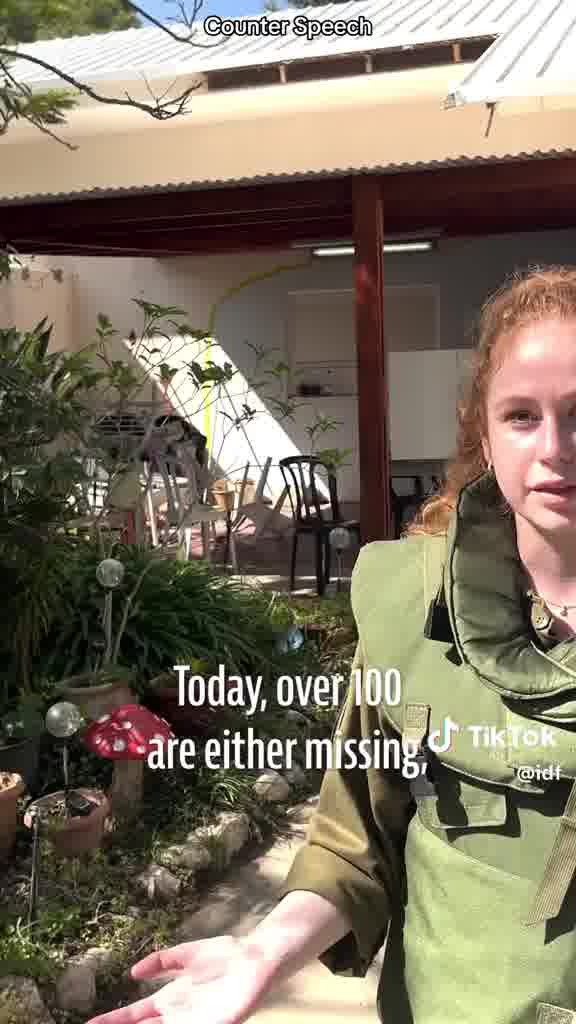 Counter Speech
Today, over 100
are either missing,
TikTok
@idf